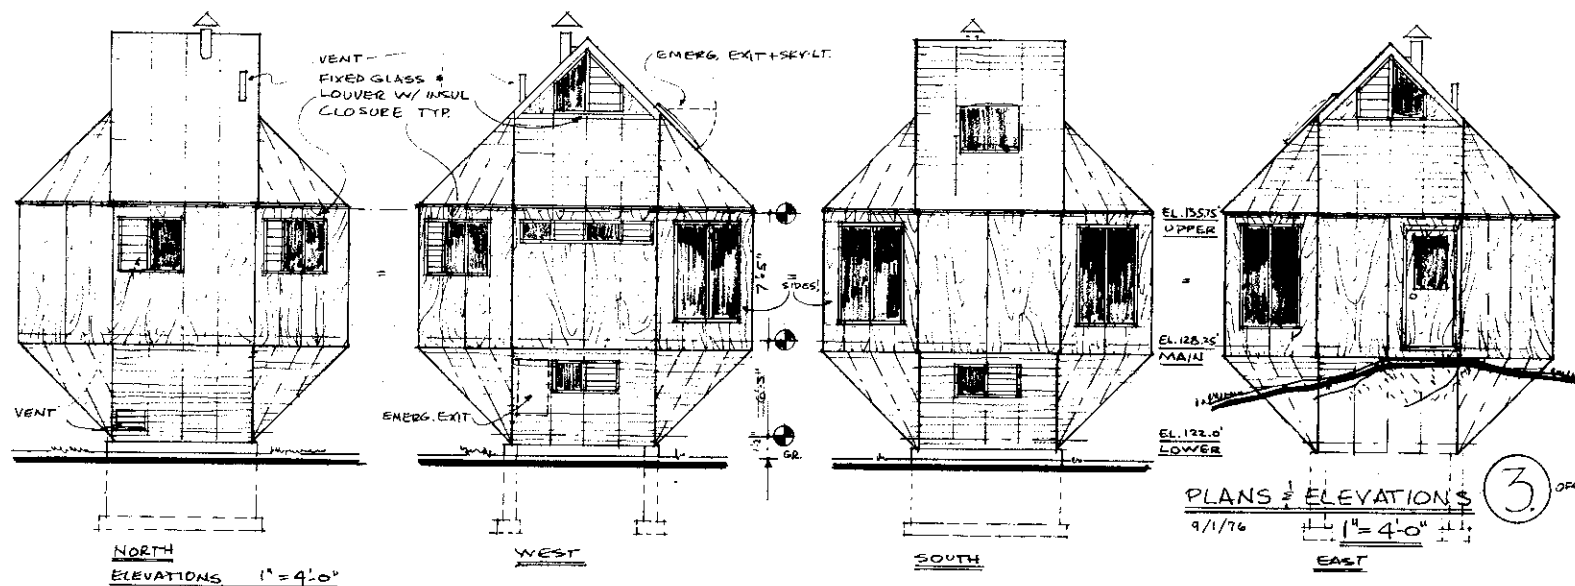 VENT
FIXED GLASS &
LOUVER W/ INSUL
CLOSURE TYP.
EMERG. EXIT + SKY-LT.
VENT
EMERG. EXIT
7'-5"
SIDES
6'-3"
GR.
EL. 135.75'
UPPER
EL. 128.25'
MAIN
EL. 122.0'
LOWER
PLANS & ELEVATIONS
3.
9/1/76
1" = 4'-0"
NORTH
ELEVATIONS 1" = 4'-0"
WEST
SOUTH
EAST